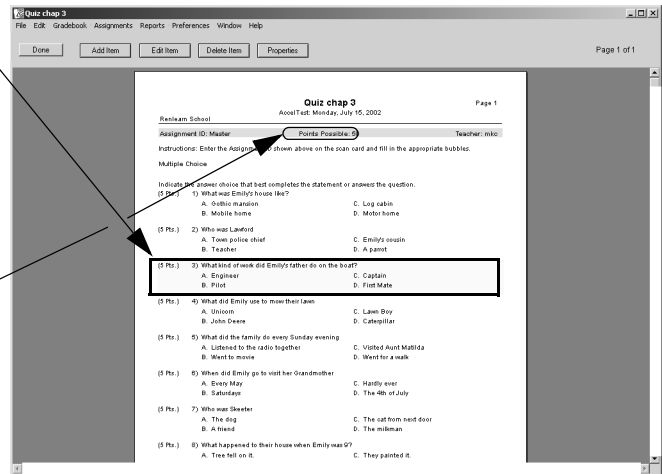 Quiz chap 3
File Edit Gradebook Assignments Reports Preferences Window Help
Done Add Item Edit Item Delete Item Properties Page 1 of 1
Quiz chap 3 Page 1
AccelTest: Monday, July 15, 2002
Renlearn School
Assignment ID: Master Points Possible: Teacher: mkc
Instructions: Enter the Assignment shown above on the scan card and fill in the appropriate bubbles.
Multiple Choice
Indicate the answer choice that best completes the statement or answers the question.
(5 Pts.) 1) What was Emily's house like?
A. Gothic mansion C. Log cabin
B. Mobile home D. Motor home
(5 Pts.) 2) Who was Lawford
A. Town police chief C. Emily's cousin
B. Teacher D. A parrot
(5 Pts.) 3) What kind of work did Emily's father do on the boat?
A. Engineer C. Captain
B. Pilot D. First Mate
(5 Pts.) 4) What did Emily use to mow their lawn
A. Unicorn C. Lawn Boy
B. John Deere D. Caterpillar
(5 Pts.) 5) What did the family do every Sunday evening
A. Listened to the radio together C. Visited Aunt Matilda
B. Went to movie D. Went for a walk
(5 Pts.) 6) When did Emily go to visit her Grandmother
A. Every May C. Hardly ever
B. Saturdays D. The 4th of July
(5 Pts.) 7) Who was Skeeter
A. The dog C. The cat from next door
B. A friend D. The milkman
(5 Pts.) 8) What happened to their house when Emily was 9?
A. Tree fell on it. C. They painted it.